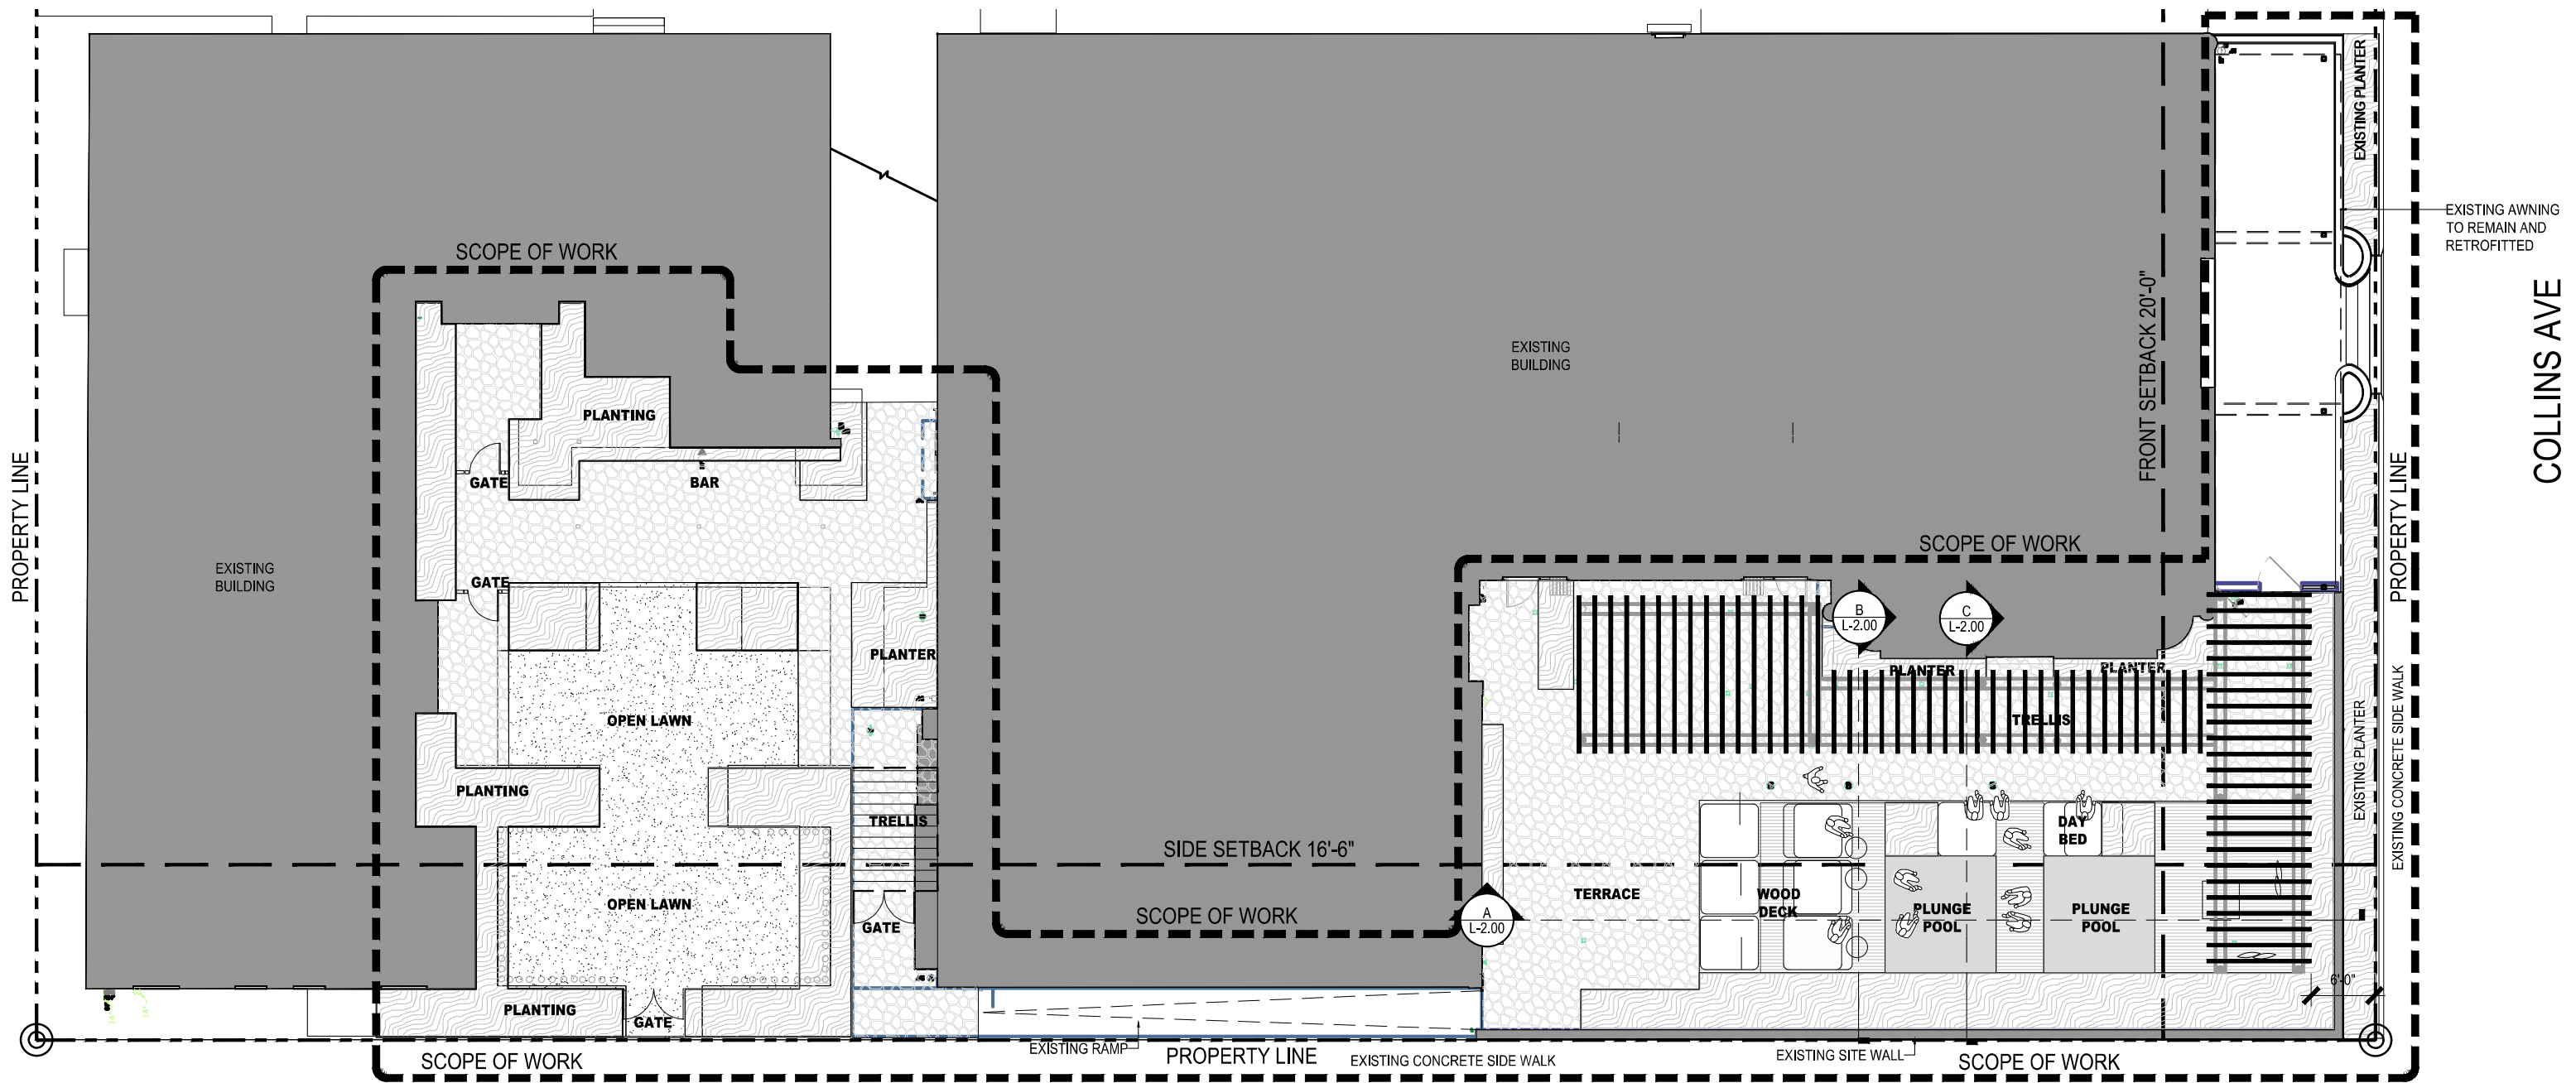 EXISTING PLANTER
EXISTING AWNING
TO REMAIN AND
RETROFITTED
SCOPE OF WORK
COLLINS AVE
FRONT SETBACK 20'-0"
EXISTING
BUILDING
PLANTING
PROPERTY LINE
PROPERTY LINE
GATE
BAR
SCOPE OF WORK
EXISTING
BUILDING
GATE
B
L-2.00
C
L-2.00
PLANTER
PLANTER
PLANTER
OPEN LAWN
TRELLIS
EXISTING PLANTER
EXISTING CONCRETE SIDE WALK
PLANTING
TRELLIS
DAY
BED
SIDE SETBACK 16'-6"
OPEN LAWN
TERRACE
WOOD
DECK
PLUNGE
POOL
PLUNGE
POOL
SCOPE OF WORK
A
L-2.00
GATE
6'-0"
PLANTING
GATE
14'
14'
EXISTING RAMP
PROPERTY LINE
EXISTING CONCRETE SIDE WALK
EXISTING SITE WALL
SCOPE OF WORK
SCOPE OF WORK